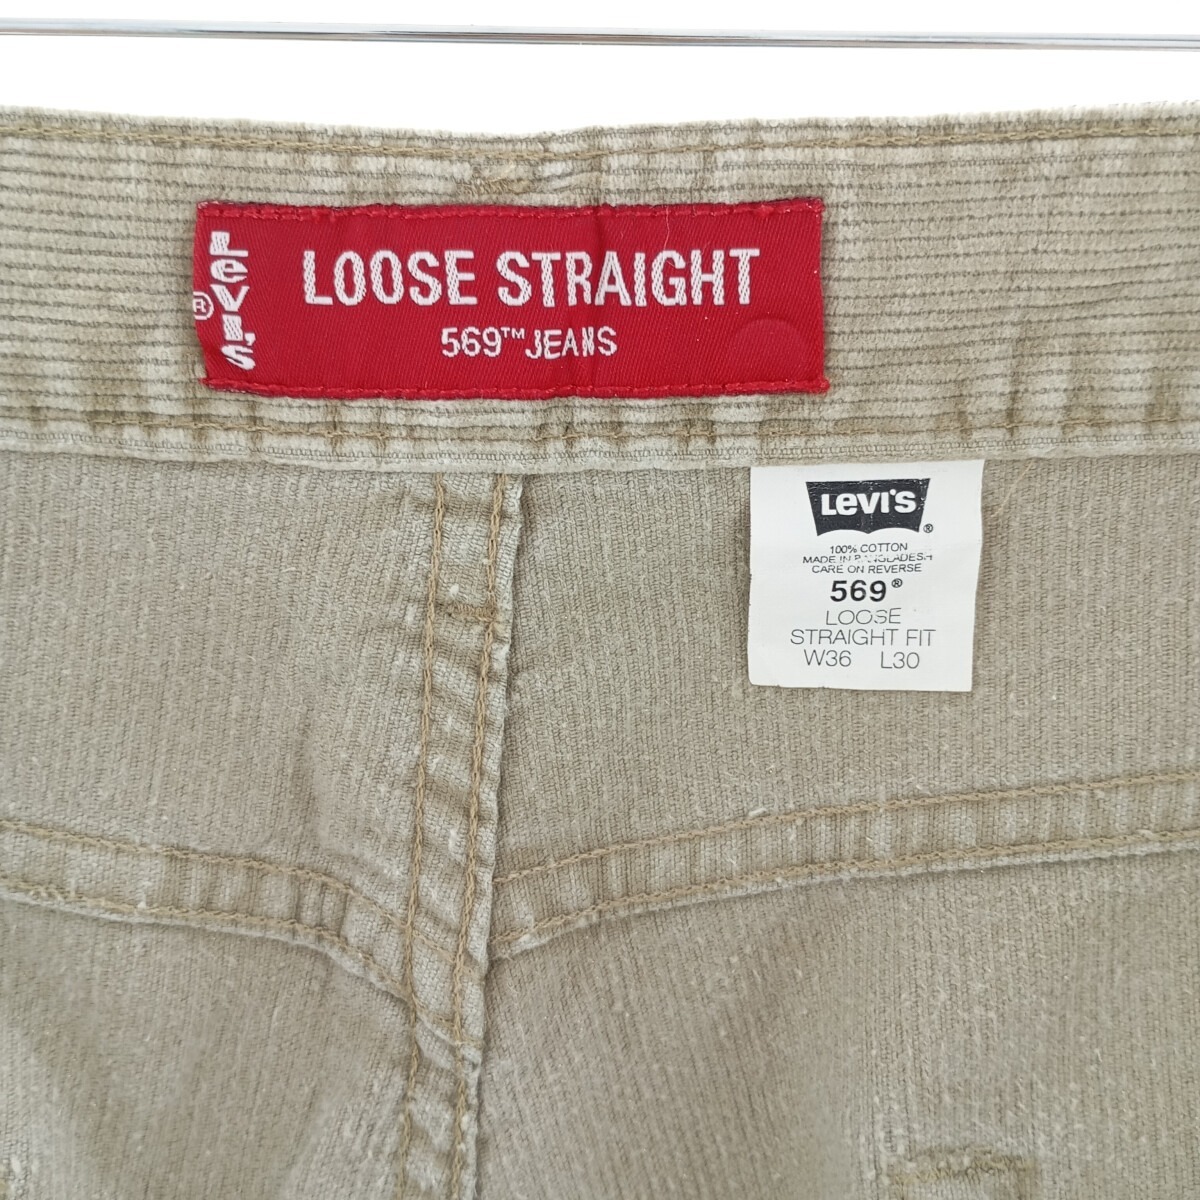 Levi's®
LOOSE STRAIGHT
569™ JEANS
LEVI'S®
100% COTTON
MADE IN BANGLADESH
CARE ON REVERSE
569®
LOOSE
STRAIGHT FIT
W36 L30